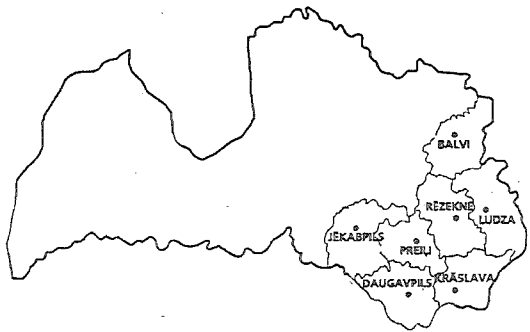 BALVI
RĒZEKNE
LUDZA
JĒKABPILS
PREIĻI
DAUGAVPILS
KRĀSLAVA